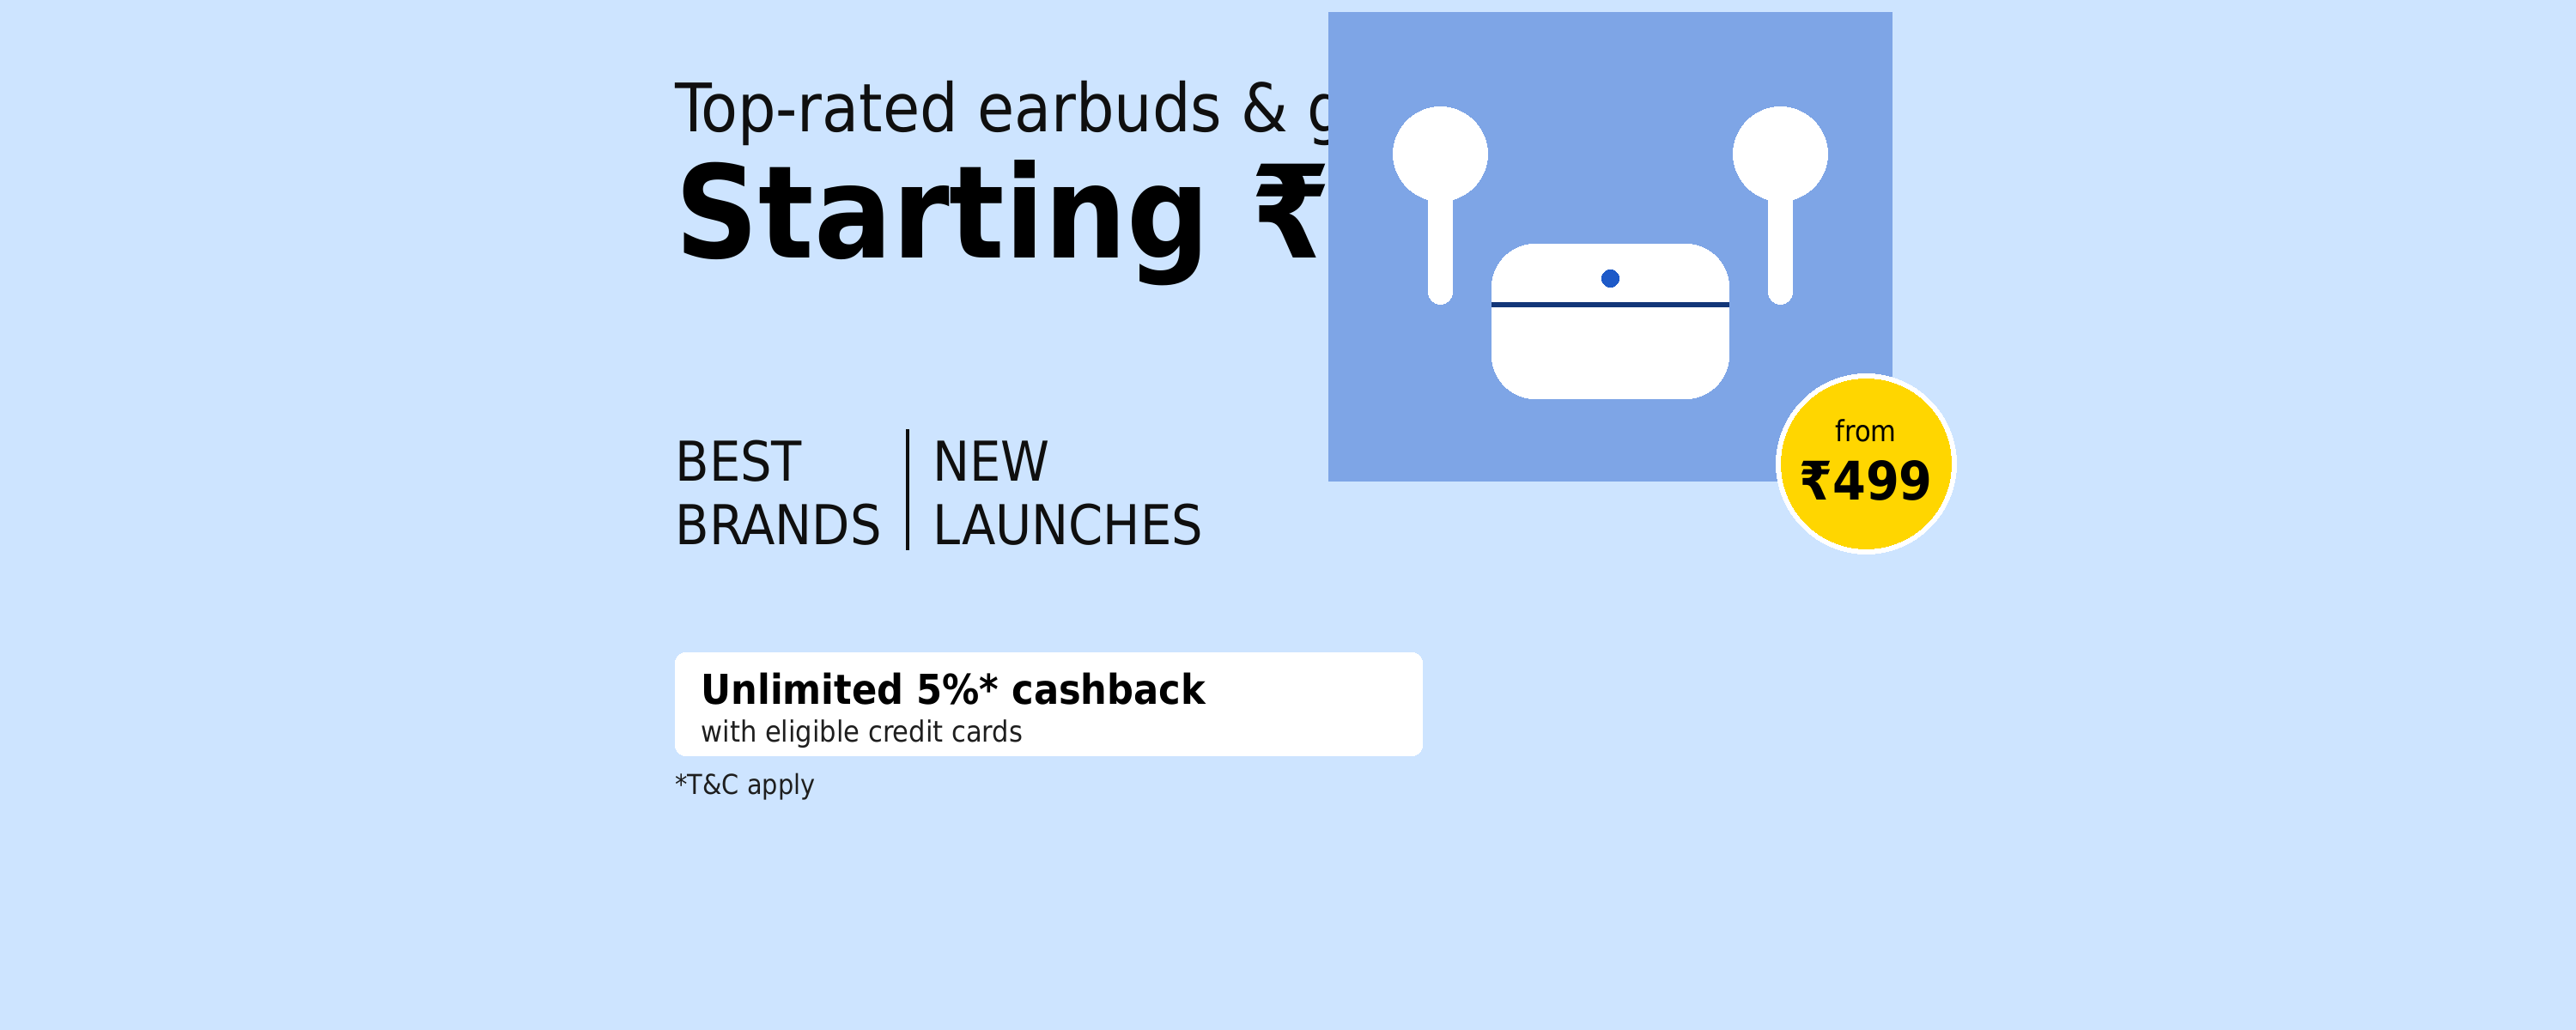 Top-rated earbuds &
Starting ₹
BEST
BRANDS
NEW
LAUNCHES
from
₹499
Unlimited 5%* cashback
with eligible credit cards
*T&C apply